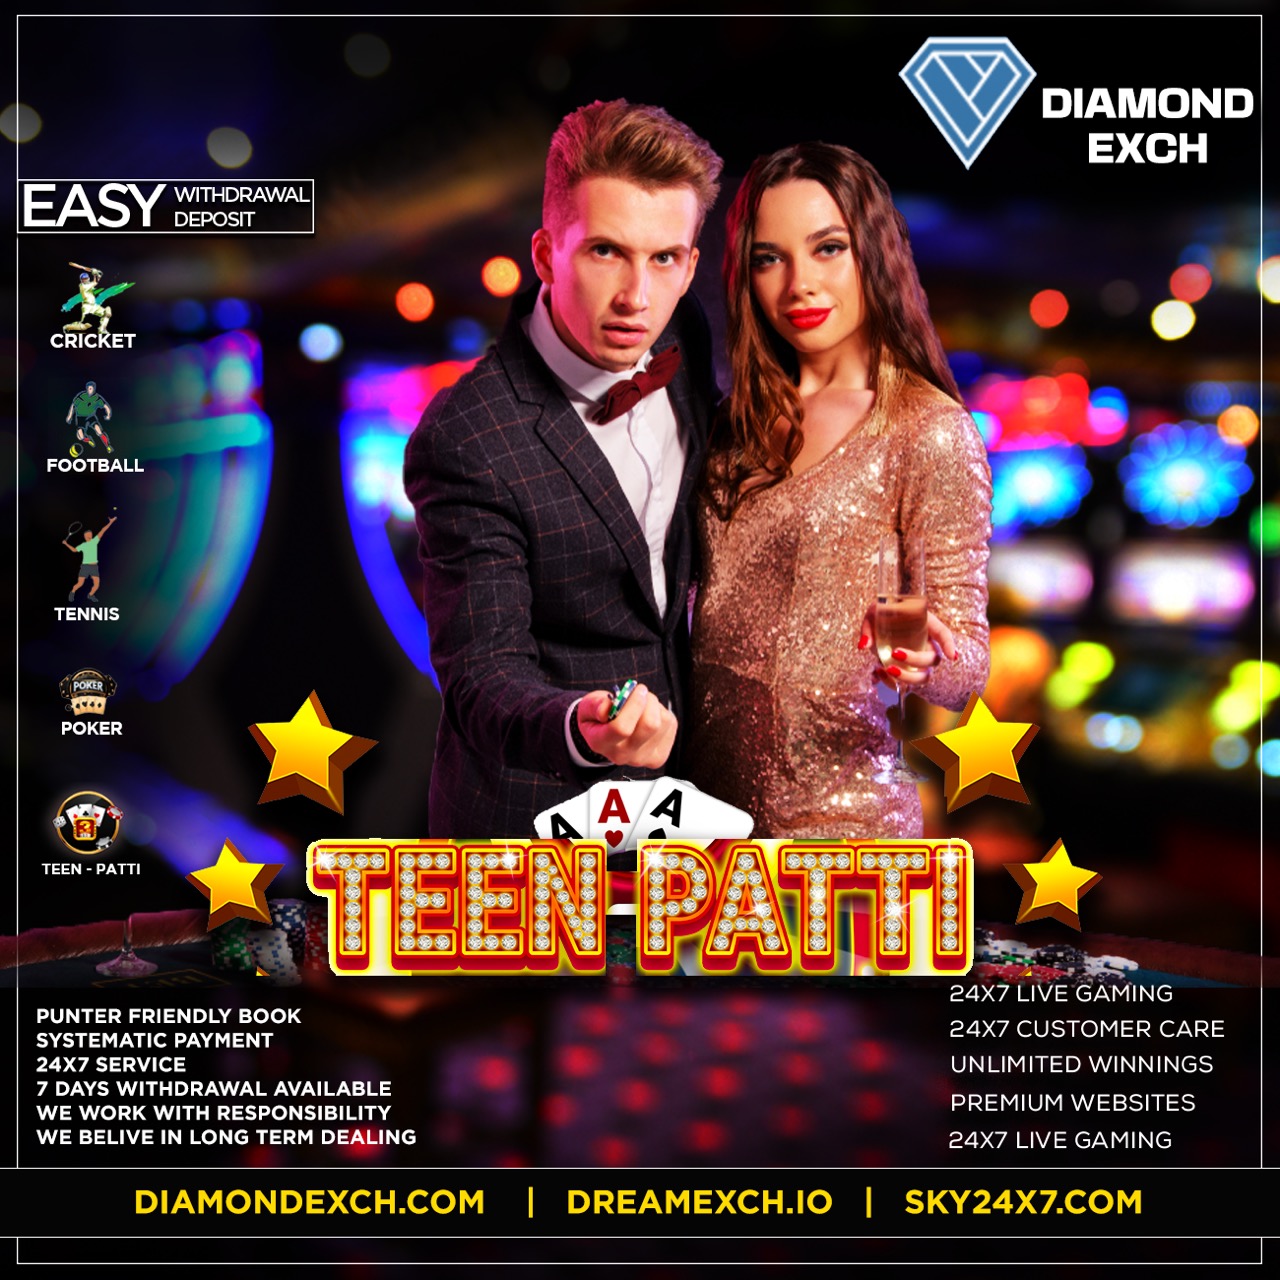 DIAMOND
EXCH
EASY WITHDRAWAL
DEPOSIT
CRICKET
FOOTBALL
TENNIS
POKER
POKER
TEEN - PATTI
A A A
TEEN PATTI
PUNTER FRIENDLY BOOK
SYSTEMATIC PAYMENT
24X7 SERVICE
7 DAYS WITHDRAWAL AVAILABLE
WE WORK WITH RESPONSIBILITY
WE BELIVE IN LONG TERM DEALING
24X7 LIVE GAMING
24X7 CUSTOMER CARE
UNLIMITED WINNINGS
PREMIUM WEBSITES
24X7 LIVE GAMING
DIAMONDEXCH.COM | DREAMEXCH.IO | SKY24X7.COM